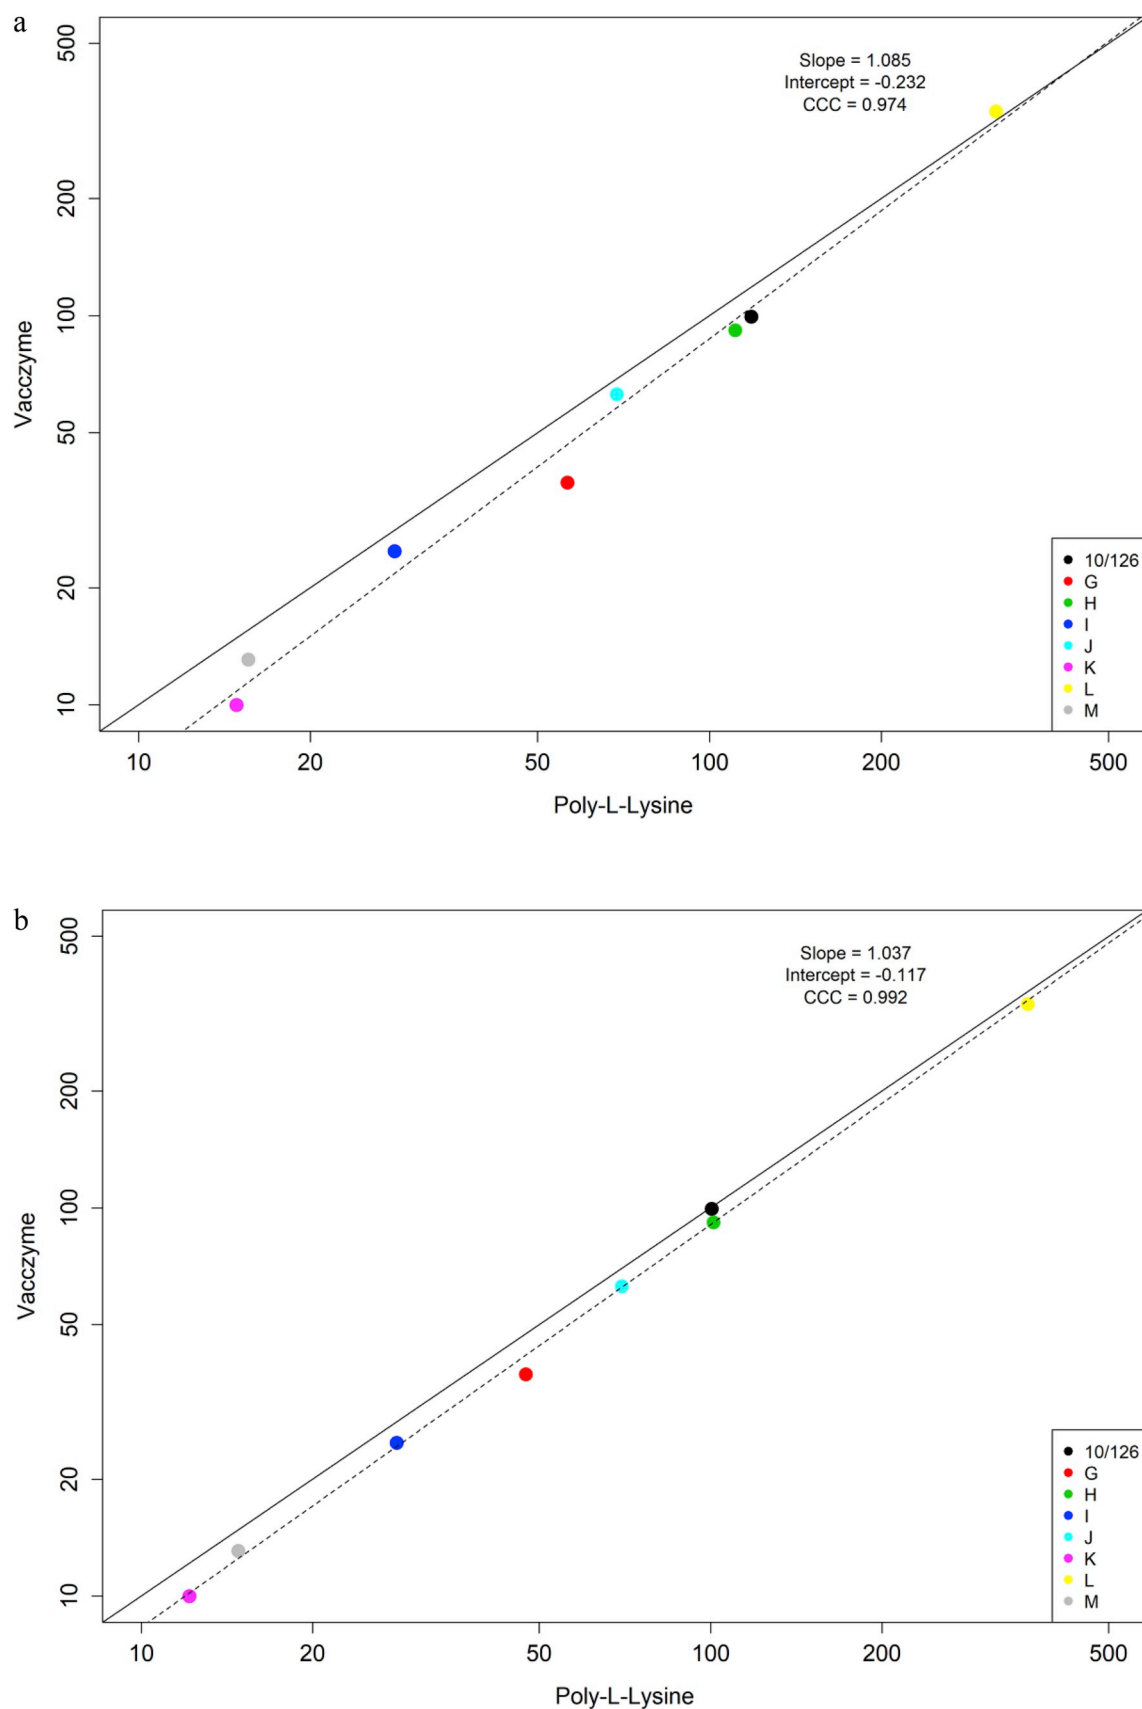 a
Slope = 1.085
Intercept = -0.232
CCC = 0.974
500
200
100
50
20
10
Vacczyme
10/126
G
H
I
J
K
L
M
10 20 50 100 200 500
Poly-L-Lysine
b
Slope = 1.037
Intercept = -0.117
CCC = 0.992
500
200
100
50
20
10
Vacczyme
10/126
G
H
I
J
K
L
M
10 20 50 100 200 500
Poly-L-Lysine